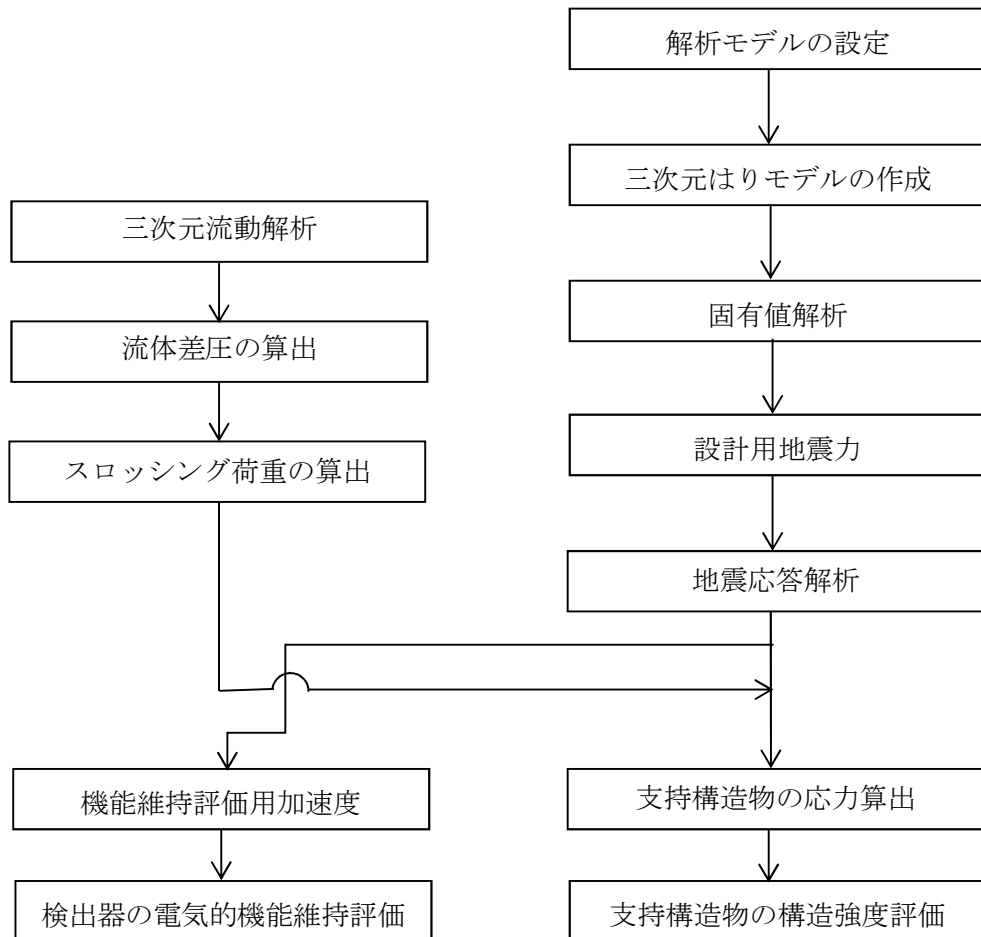 解析モデルの設定
三次元はりモデルの作成
三次元流動解析
固有値解析
流体差圧の算出
設計用地震力
スロッシング荷重の算出
地震応答解析
機能維持評価用加速度
支持構造物の応力算出
検出器の電気的機能維持評価
支持構造物の構造強度評価